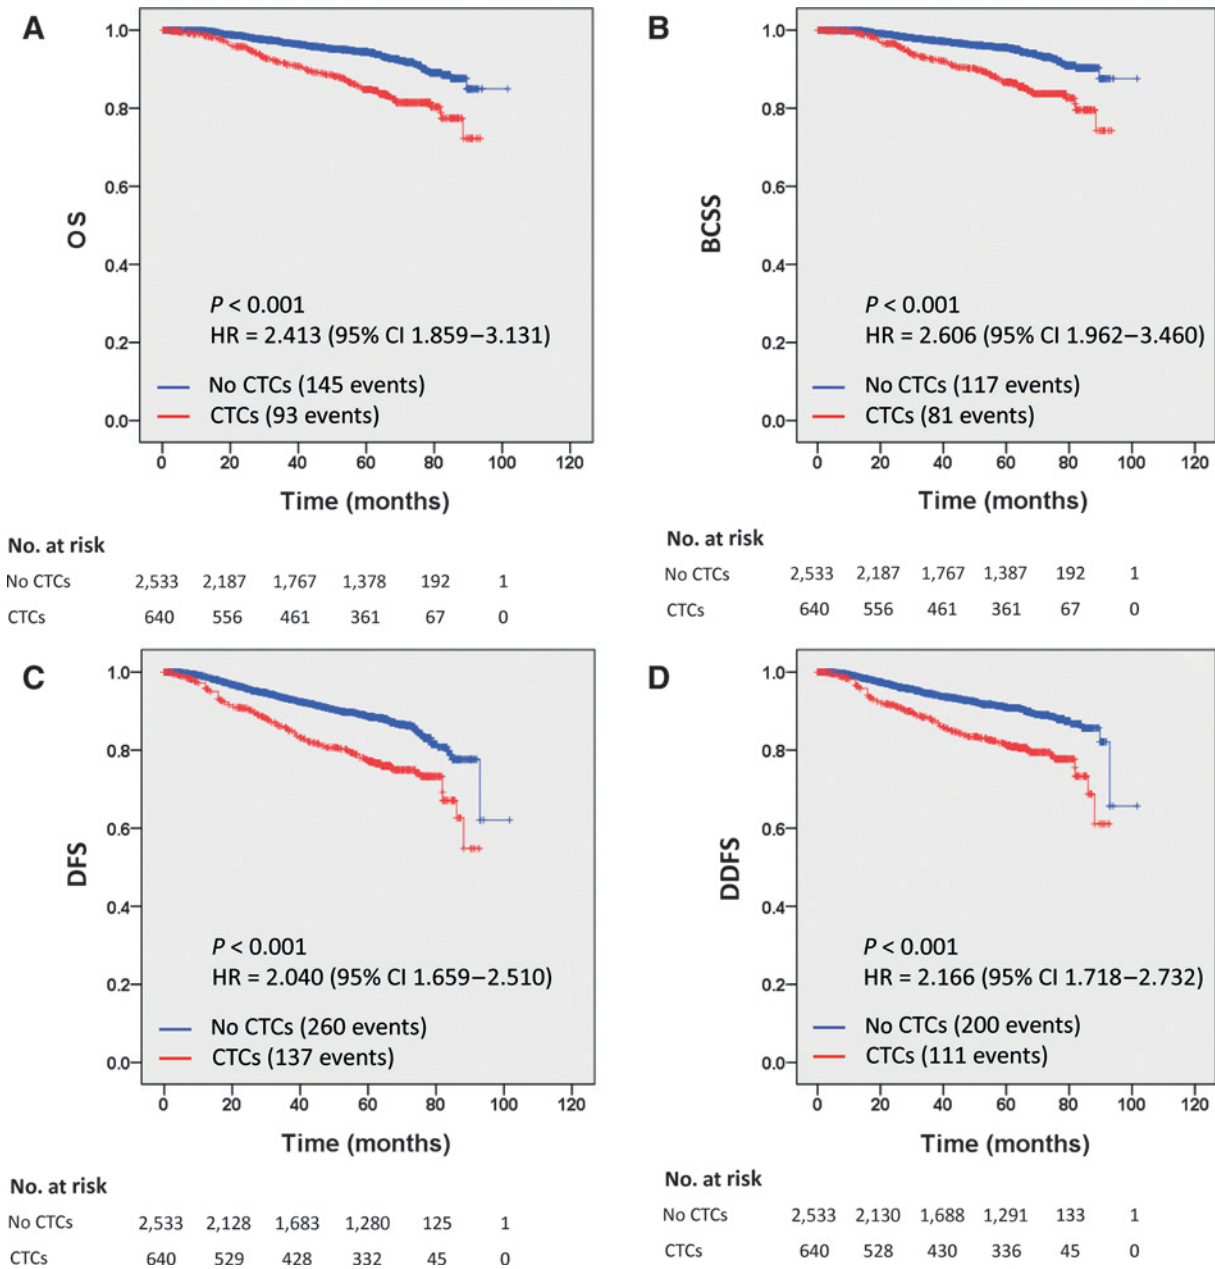 A
OS
1.0
0.8
0.6
0.4
0.2
0.0
P < 0.001
HR = 2.413 (95% CI 1.859–3.131)
No CTCs (145 events)
CTCs (93 events)
0 20 40 60 80 100 120
Time (months)
No. at risk
No CTCs 2,533 2,187 1,767 1,378 192 1
CTCs 640 556 461 361 67 0
B
BCSS
1.0
0.8
0.6
0.4
0.2
0.0
P < 0.001
HR = 2.606 (95% CI 1.962–3.460)
No CTCs (117 events)
CTCs (81 events)
0 20 40 60 80 100 120
Time (months)
No. at risk
No CTCs 2,533 2,187 1,767 1,387 192 1
CTCs 640 556 461 361 67 0
C
DFS
1.0
0.8
0.6
0.4
0.2
0.0
P < 0.001
HR = 2.040 (95% CI 1.659–2.510)
No CTCs (260 events)
CTCs (137 events)
0 20 40 60 80 100 120
Time (months)
No. at risk
No CTCs 2,533 2,128 1,683 1,280 125 1
CTCs 640 529 428 332 45 0
D
DDFS
1.0
0.8
0.6
0.4
0.2
0.0
P < 0.001
HR = 2.166 (95% CI 1.718–2.732)
No CTCs (200 events)
CTCs (111 events)
0 20 40 60 80 100 120
Time (months)
No. at risk
No CTCs 2,533 2,130 1,688 1,291 133 1
CTCs 640 528 430 336 45 0